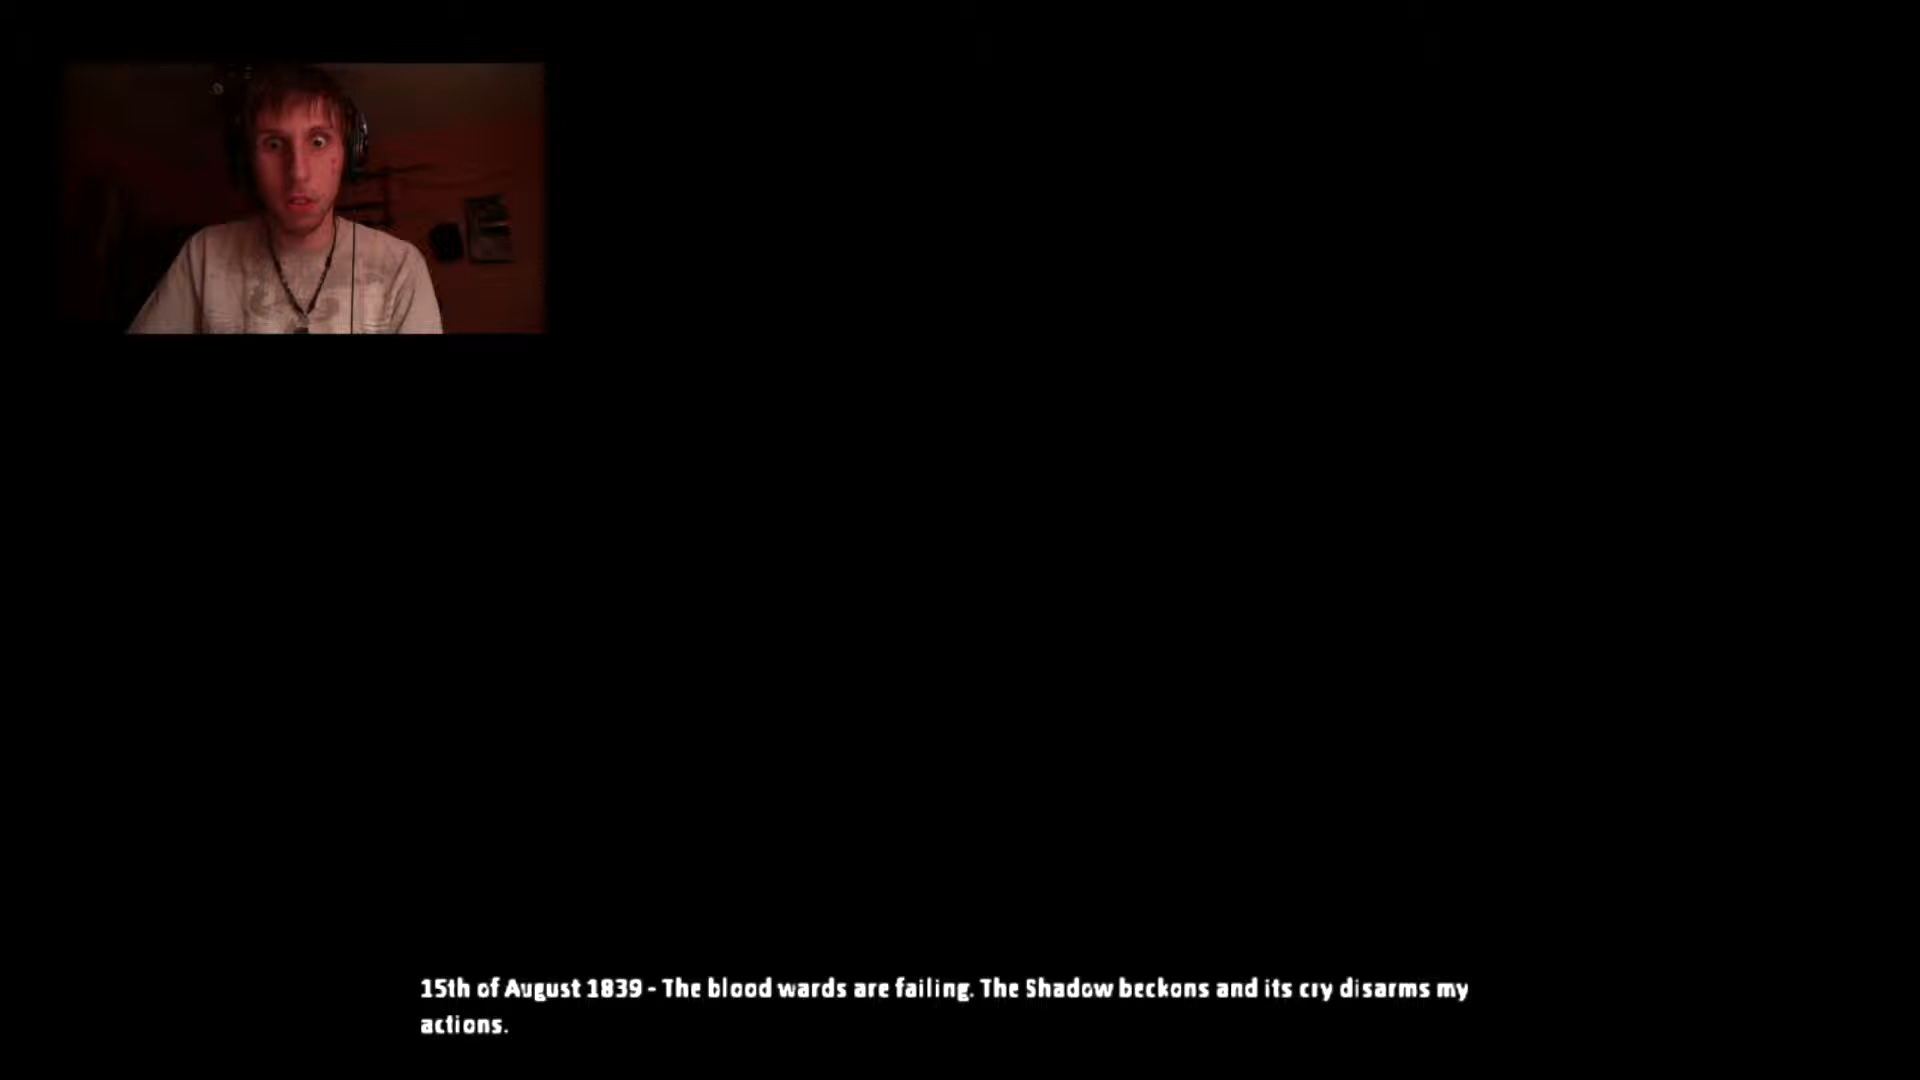 15th of August 1839 - The blood wards are failing. The Shadow beckons and its cry disarms my
actions.